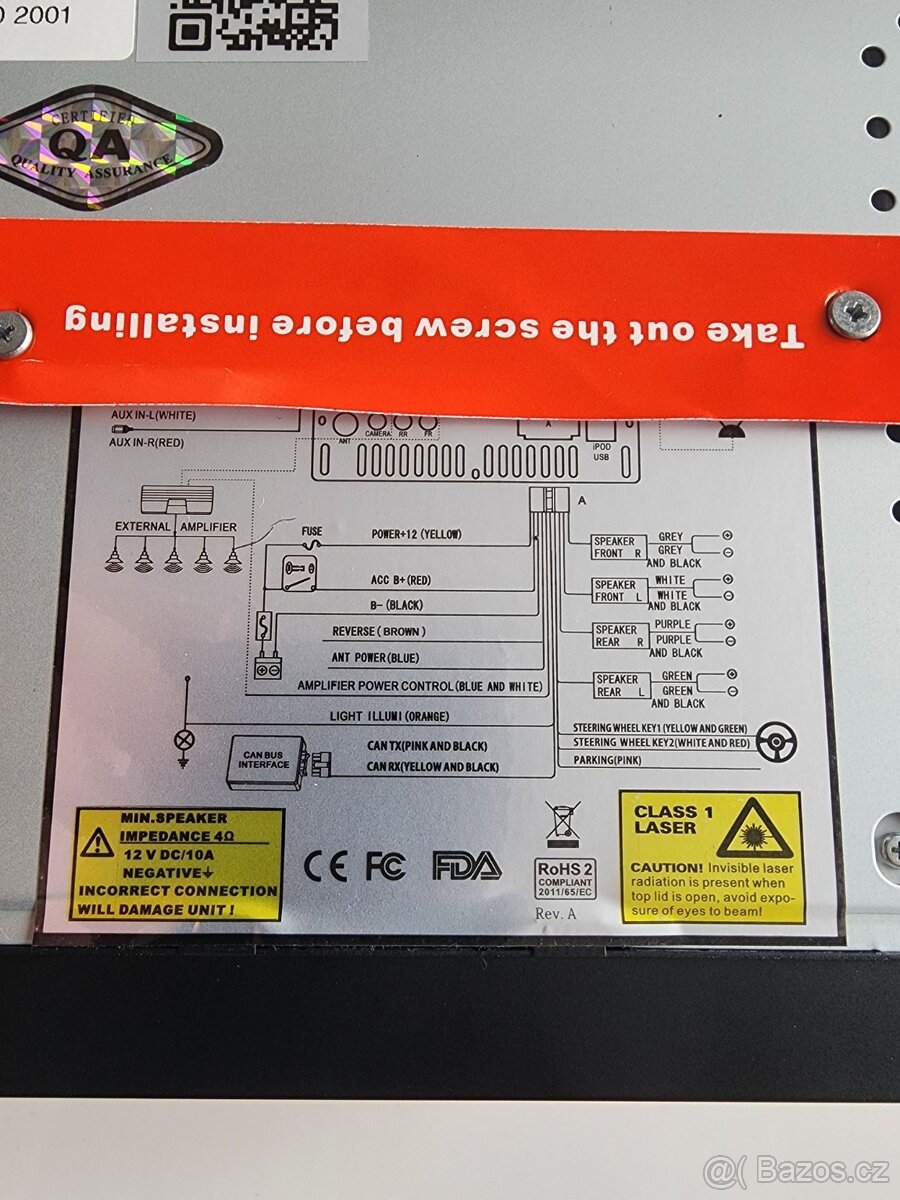 2001
CERTIFIED
QA
QUALITY ASSURANCE
Take out the screw before installing
AUX IN-L(WHITE)
AUX IN-R(RED)
ANT
CAMERA
RR
FR
A
iPOD
USB
A
EXTERNAL AMPLIFIER
FUSE
POWER+12 (YELLOW)
ACC B+(RED)
B-(BLACK)
REVERSE(BROWN)
ANT POWER(BLUE)
AMPLIFIER POWER CONTROL(BLUE AND WHITE)
LIGHT ILLUMI(ORANGE)
CAN TX(PINK AND BLACK)
CAN RX(YELLOW AND BLACK)
CAN BUS
INTERFACE
SPEAKER
FRONT R
GREY
GREY
AND BLACK
SPEAKER
FRONT L
WHITE
WHITE
AND BLACK
SPEAKER
REAR R
PURPLE
PURPLE
AND BLACK
SPEAKER
REAR L
GREEN
GREEN
AND BLACK
STEERING WHEEL KEY1(YELLOW AND GREEN)
STEERING WHEEL KEY2(WHITE AND RED)
PARKING(PINK)
MIN.SPEAKER
IMPEDANCE 4Ω
12 V DC/10A
NEGATIVE
INCORRECT CONNECTION
WILL DAMAGE UNIT !
CE FC FDA
RoHS 2
COMPLIANT
2011/65/EC
Rev. A
CLASS 1
LASER
CAUTION! Invisible laser
radiation is present when
top lid is open, avoid expo-
sure of eyes to beam!
@( Bazos.cz